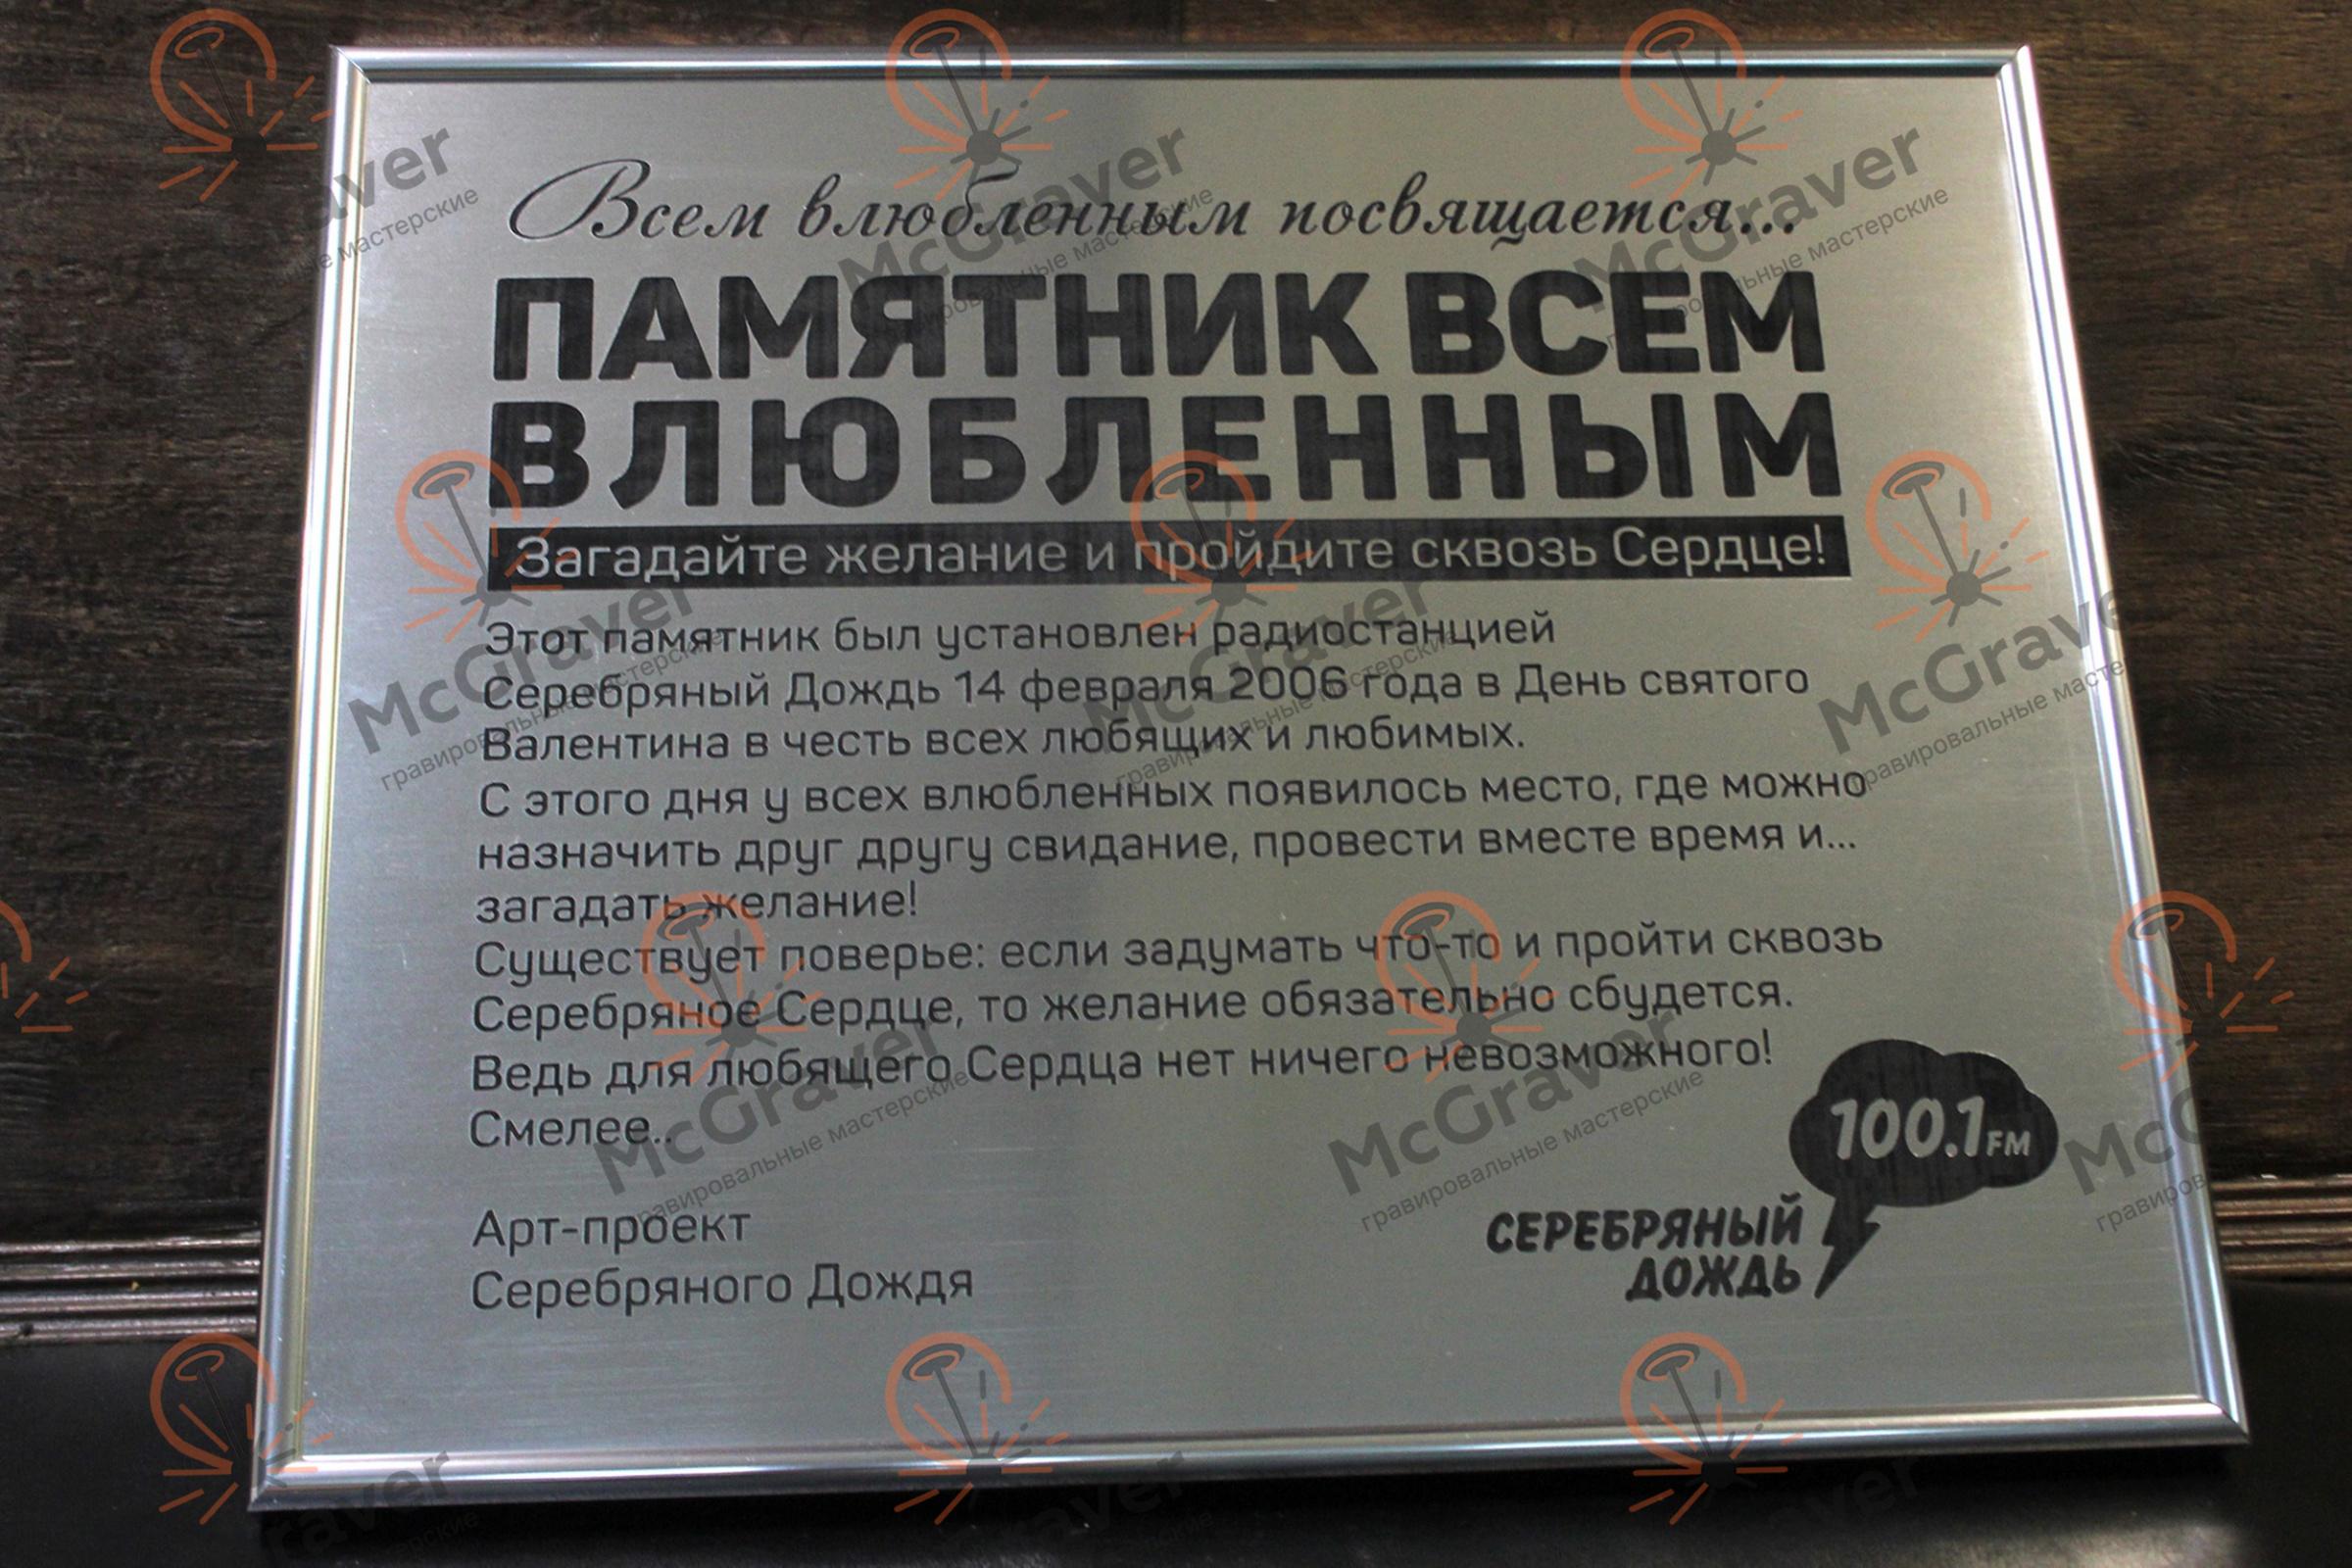 Всем влюбленным посвящается...
ПАМЯТНИК ВСЕМ
ВЛЮБЛЕННЫМ
Загадайте желание и пройдите сквозь Сердце!
Этот памятник был установлен радиостанцией
Серебряный Дождь 14 февраля 2006 года в День святого
Валентина в честь всех любящих и любимых.
С этого дня у всех влюбленных появилось место, где можно
назначить друг другу свидание, провести вместе время и...
загадать желание!
Существует поверье: если задумать что-то и пройти сквозь
Серебряное Сердце, то желание обязательно сбудется.
Ведь для любящего Сердца нет ничего невозможного!
Смелее...
Арт-проект
Серебряного Дождя
100.1 FM
СЕРЕБРЯНЫЙ
ДОЖДЬ
McGraver
гравировальные мастерские